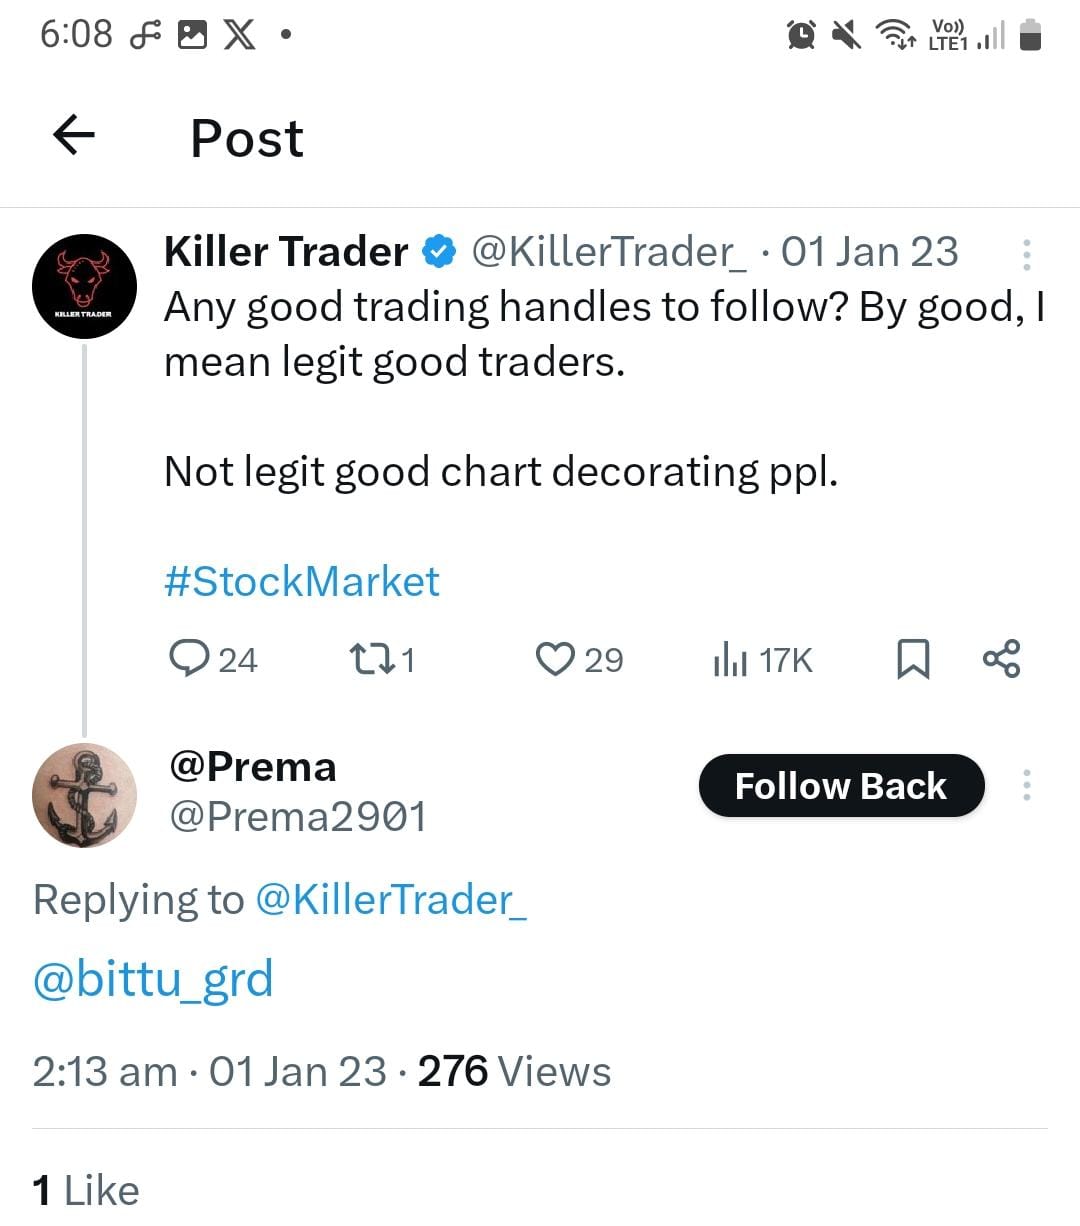 6:08
Vo))
LTE1
Post
Killer Trader @KillerTrader_ · 01 Jan 23
KILLER TRADER
Any good trading handles to follow? By good, I
mean legit good traders.
Not legit good chart decorating ppl.
#StockMarket
24 1 29 17K
@Prema
@Prema2901
Follow Back
Replying to @KillerTrader_
@bittu_grd
2:13 am · 01 Jan 23 · 276 Views
1 Like